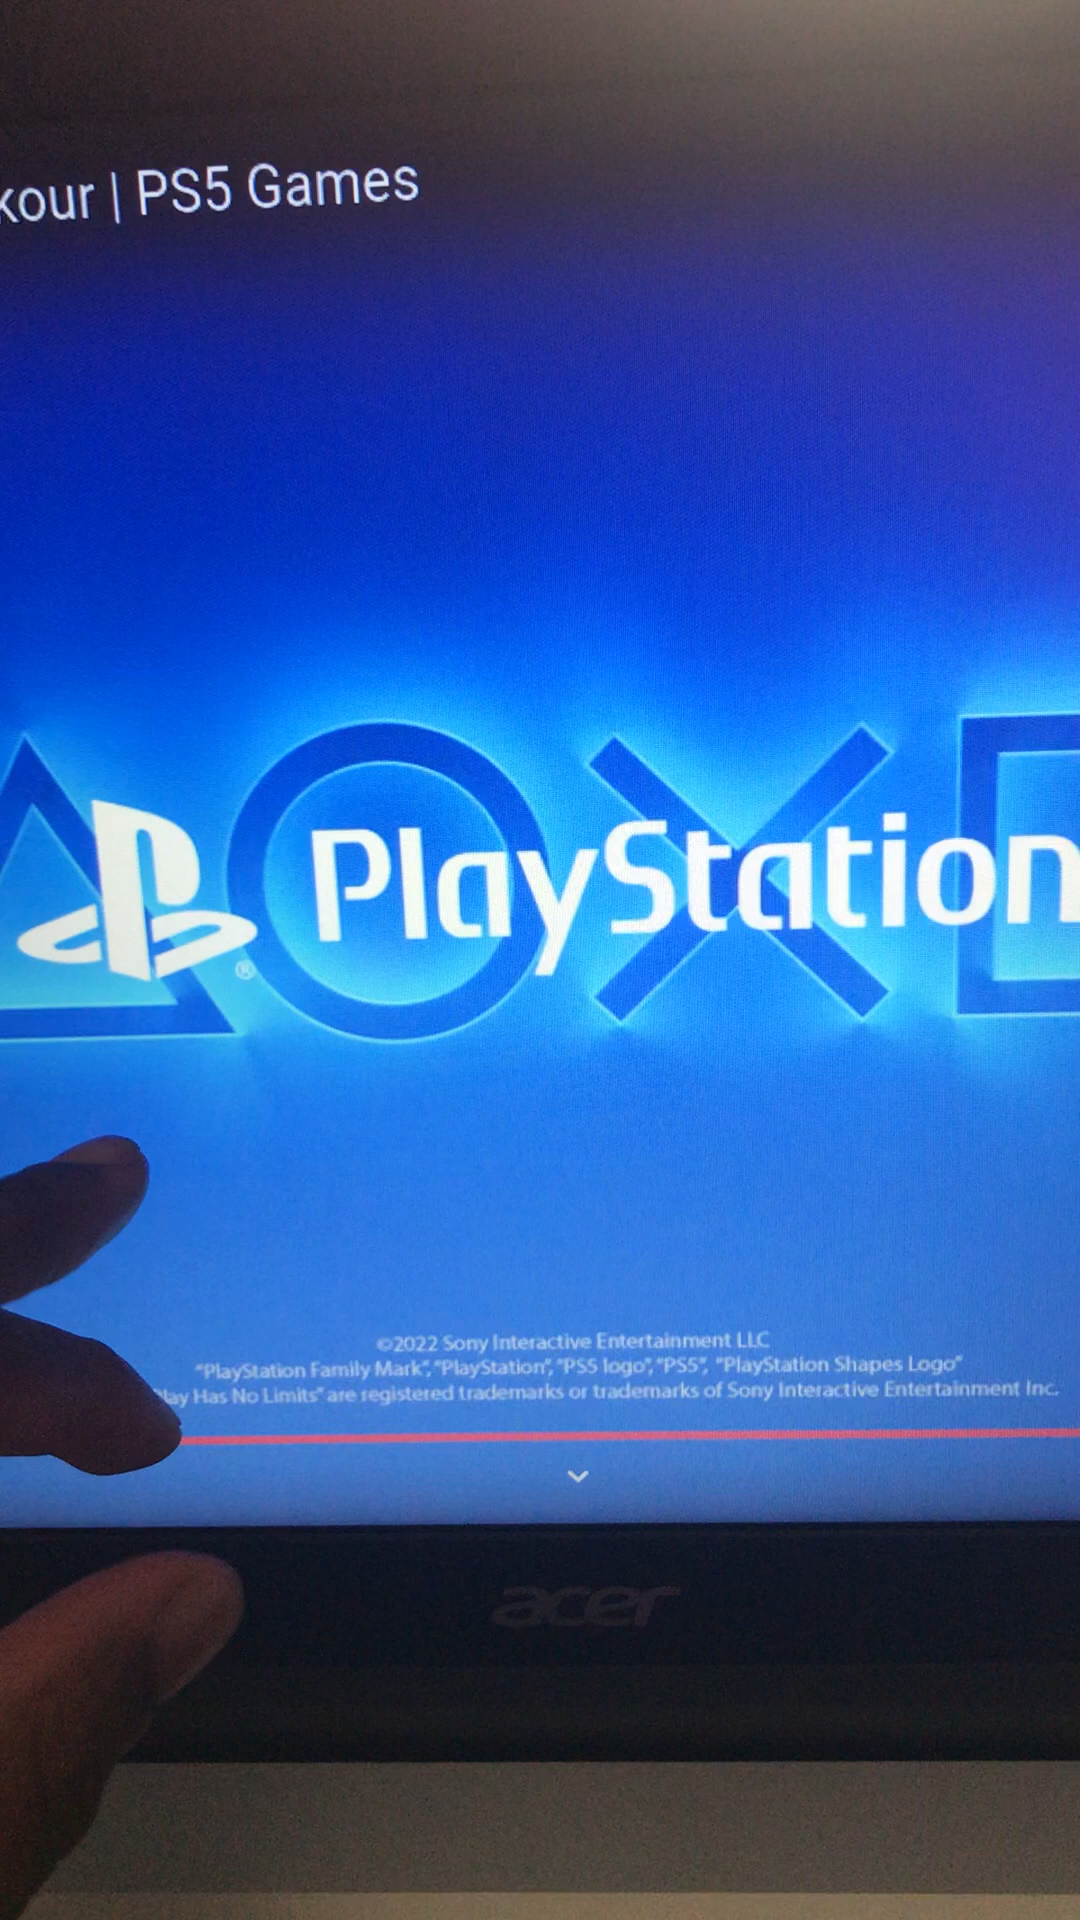 kour | PS5 Games
PlayStation
®
©2022 Sony Interactive Entertainment LLC
"PlayStation Family Mark", "PlayStation", "PS5 logo", "PS5", "PlayStation Shapes Logo"
lay Has No Limits" are registered trademarks or trademarks of Sony Interactive Entertainment Inc.
acer